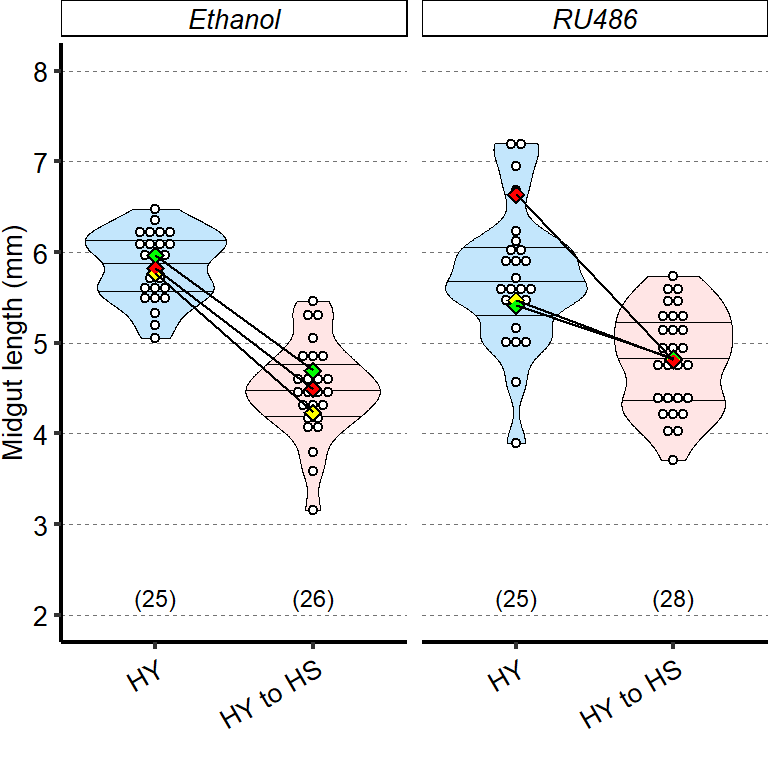 Ethanol
RU486
Midgut length (mm)
8
7
6
5
4
3
2
(25)
(26)
(25)
(28)
HY
HY to HS
HY
HY to HS